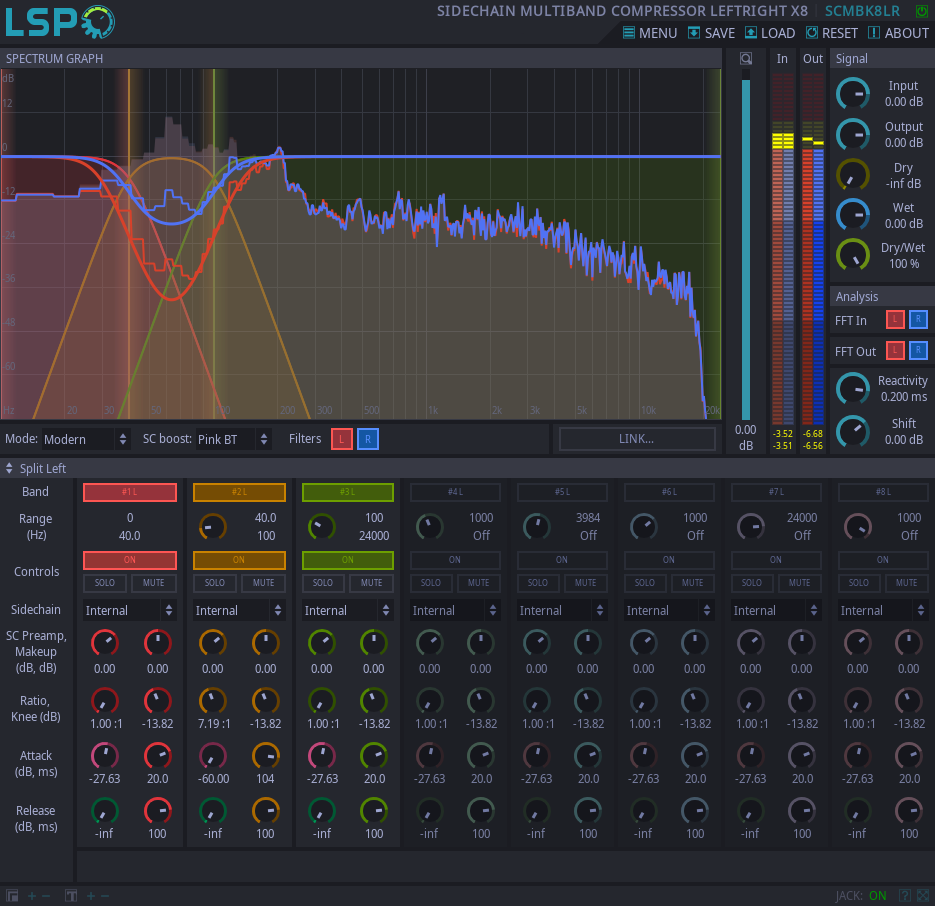 LSP
SIDECHAIN MULTIBAND COMPRESSOR LEFTRIGHT X8 SCMBK8LR
MENU SAVE LOAD RESET ABOUT
SPECTRUM GRAPH
dB
12
0
-12
-24
-36
-48
-60
Hz 20 30 50 100 200 300 500 1k 2k 3k 5k 10k 20k
0.00
dB
In Out
-3.52 -6.68
-3.51 -6.56
Signal
Input
0.00 dB
Output
0.00 dB
Dry
-inf dB
Wet
0.00 dB
Dry/Wet
100 %
Analysis
FFT In L R
FFT Out L R
Reactivity
0.200 ms
Shift
0.00 dB
Mode: Modern SC boost: Pink BT Filters L R LINK...
Split Left
Band #1 L #2 L #3 L #4 L #5 L #6 L #7 L #8 L
Range 0 40.0 100 1000 3984 1000 24000 1000
(Hz) 40.0 100 24000 Off Off Off Off Off
Controls ON ON ON ON ON ON ON ON
SOLO MUTE SOLO MUTE SOLO MUTE SOLO MUTE SOLO MUTE SOLO MUTE SOLO MUTE SOLO MUTE
Sidechain Internal Internal Internal Internal Internal Internal Internal Internal
SC Preamp,
Makeup
(dB, dB) 0.00 0.00 0.00 0.00 0.00 0.00 0.00 0.00 0.00 0.00 0.00 0.00 0.00 0.00 0.00 0.00
Ratio,
Knee (dB) 1.00 :1 -13.82 7.19 :1 -13.82 1.00 :1 -13.82 1.00 :1 -13.82 1.00 :1 -13.82 1.00 :1 -13.82 1.00 :1 -13.82 1.00 :1 -13.82
Attack
(dB, ms) -27.63 20.0 -60.00 104 -27.63 20.0 -27.63 20.0 -27.63 20.0 -27.63 20.0 -27.63 20.0 -27.63 20.0
Release
(dB, ms) -inf 100 -inf 100 -inf 100 -inf 100 -inf 100 -inf 100 -inf 100 -inf 100
JACK: ON